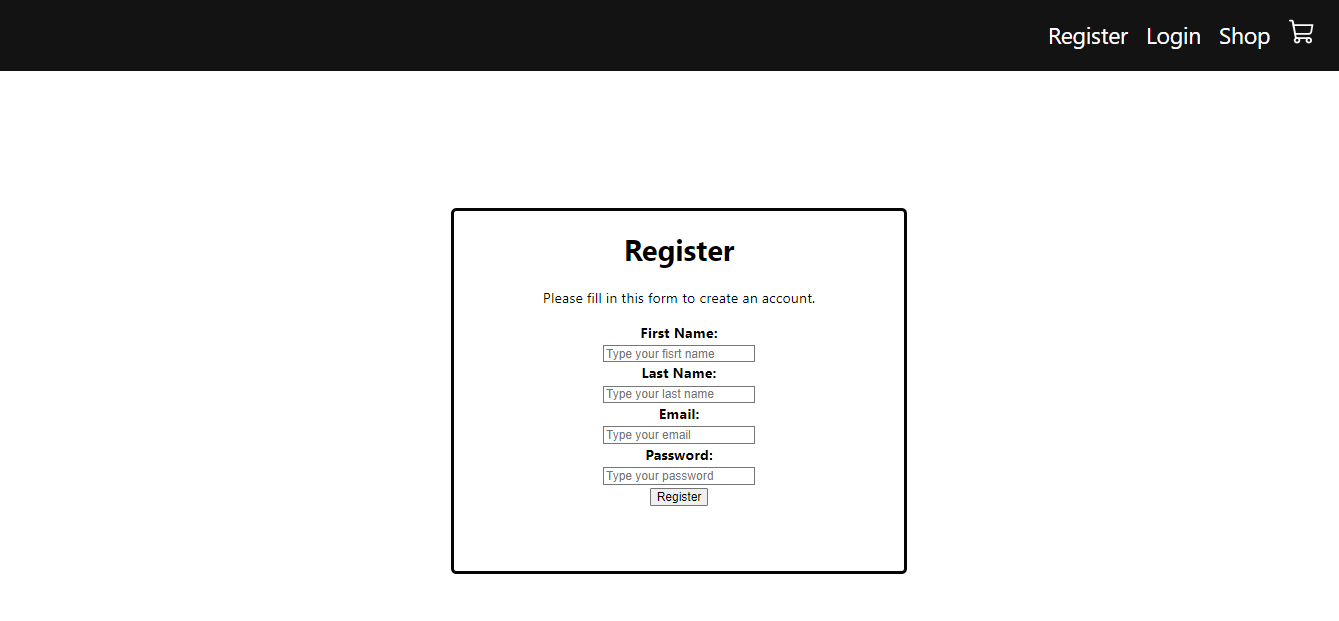 Register Login Shop
Register
Please fill in this form to create an account.
First Name:
Type your fisrt name
Last Name:
Type your last name
Email:
Type your email
Password:
Type your password
Register